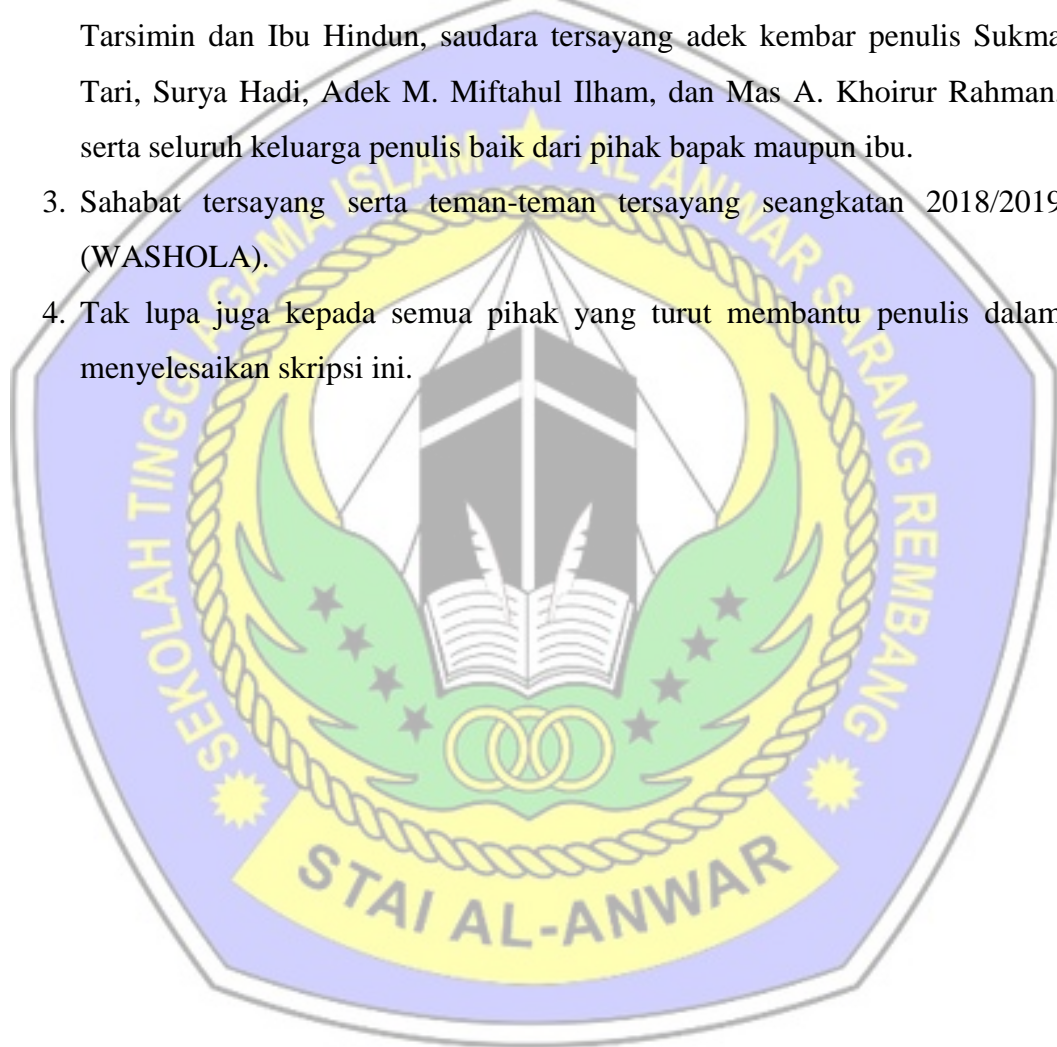 Tarsimin dan Ibu Hindun, saudara tersayang adek kembar penulis Sukma
Tari, Surya Hadi, Adek M. Miftahul Ilham, dan Mas A. Khoirur Rahman,
serta seluruh keluarga penulis baik dari pihak bapak maupun ibu.
3. Sahabat tersayang serta teman-teman tersayang seangkatan 2018/2019
(WASHOLA).
4. Tak lupa juga kepada semua pihak yang turut membantu penulis dalam
menyelesaikan skripsi ini.
SEKOLAH TINGGI AGAMA ISLAM AL ANWAR SARANG REMBANG
STAI AL-ANWAR